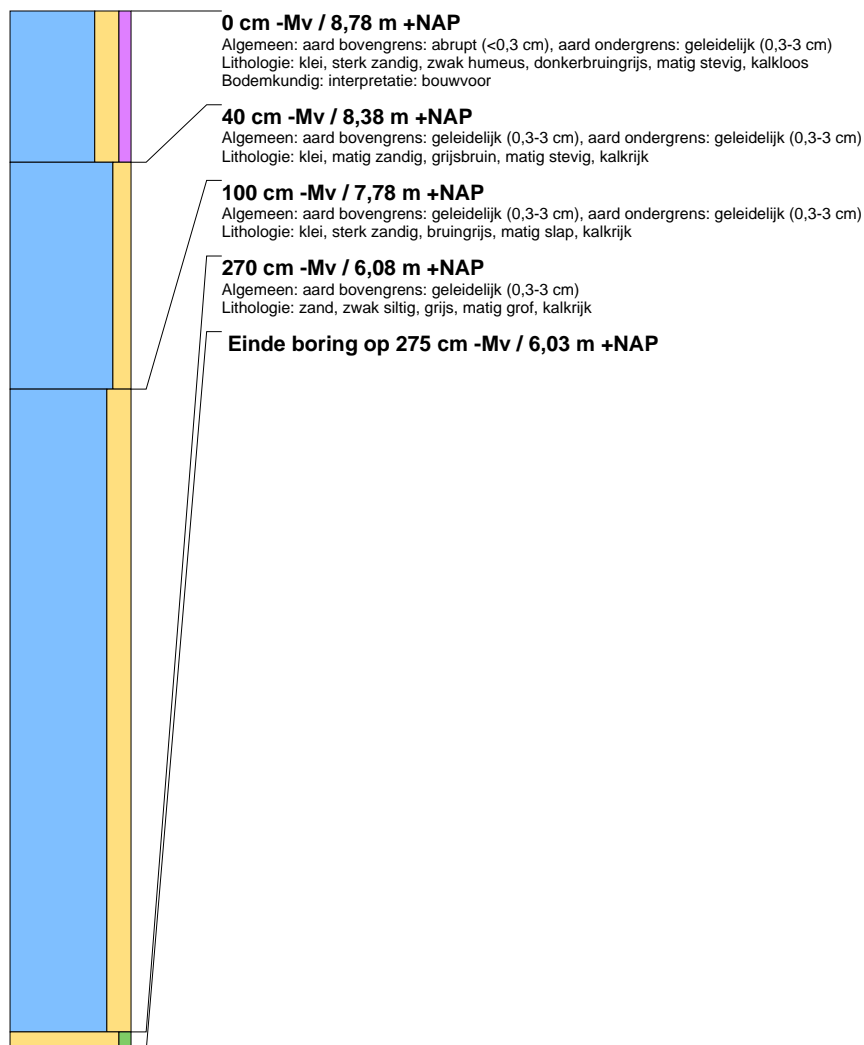 0 cm -Mv / 8,78 m +NAP
Algemeen: aard bovengrens: abrupt (<0,3 cm), aard ondergrens: geleidelijk (0,3-3 cm)
Lithologie: klei, sterk zandig, zwak humeus, donkerbruingrijs, matig stevig, kalkloos
Bodemkundig: interpretatie: bouwvoor
40 cm -Mv / 8,38 m +NAP
Algemeen: aard bovengrens: geleidelijk (0,3-3 cm), aard ondergrens: geleidelijk (0,3-3 cm)
Lithologie: klei, matig zandig, grijsbruin, matig stevig, kalkrijk
100 cm -Mv / 7,78 m +NAP
Algemeen: aard bovengrens: geleidelijk (0,3-3 cm), aard ondergrens: geleidelijk (0,3-3 cm)
Lithologie: klei, sterk zandig, bruingrijs, matig slap, kalkrijk
270 cm -Mv / 6,08 m +NAP
Algemeen: aard bovengrens: geleidelijk (0,3-3 cm)
Lithologie: zand, zwak siltig, grijs, matig grof, kalkrijk
Einde boring op 275 cm -Mv / 6,03 m +NAP